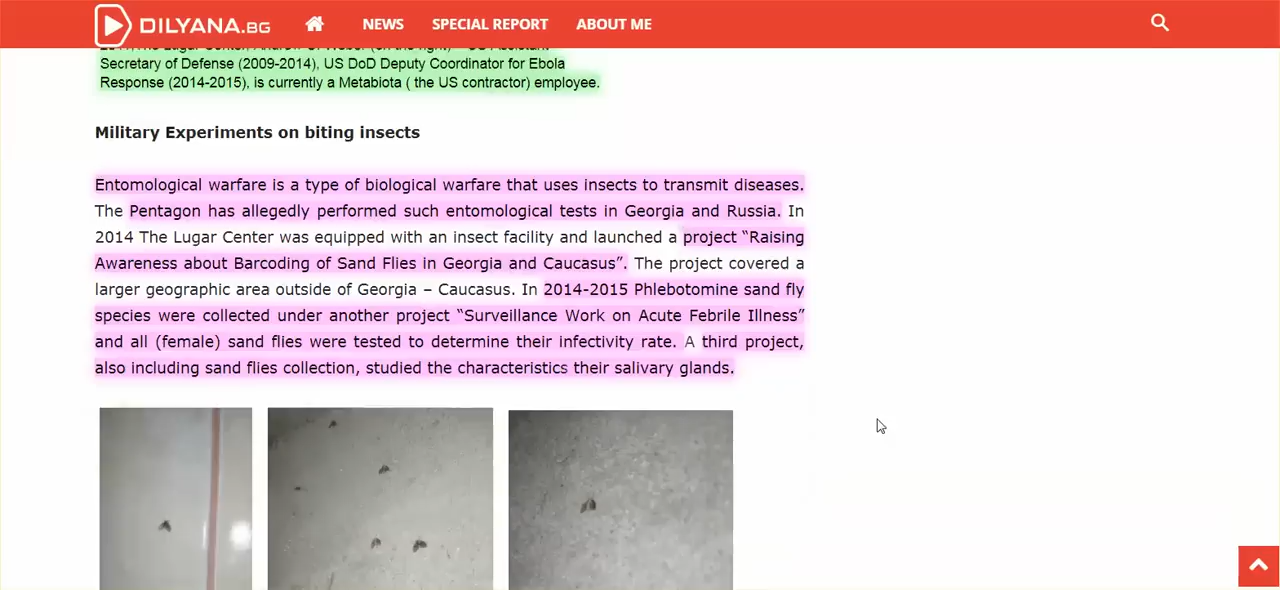 DILYANA.BG
NEWS SPECIAL REPORT ABOUT ME
Secretary of Defense (2009-2014), US DoD Deputy Coordinator for Ebola
Response (2014-2015), is currently a Metabiota ( the US contractor) employee.
Military Experiments on biting insects
Entomological warfare is a type of biological warfare that uses insects to transmit diseases.
The Pentagon has allegedly performed such entomological tests in Georgia and Russia. In
2014 The Lugar Center was equipped with an insect facility and launched a project “Raising
Awareness about Barcoding of Sand Flies in Georgia and Caucasus”. The project covered a
larger geographic area outside of Georgia – Caucasus. In 2014-2015 Phlebotomine sand fly
species were collected under another project “Surveillance Work on Acute Febrile Illness”
and all (female) sand flies were tested to determine their infectivity rate. A third project,
also including sand flies collection, studied the characteristics their salivary glands.